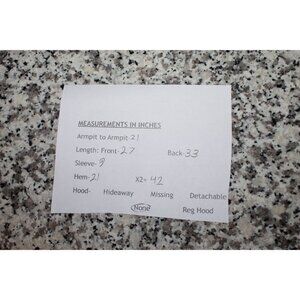 MEASUREMENTS IN INCHES
Armpit to Armpit-21
Length: Front-27 Back-33
Sleeve-9
Hem-21 X2= 42
Hood- Hideaway Missing Detachable
None Reg Hood